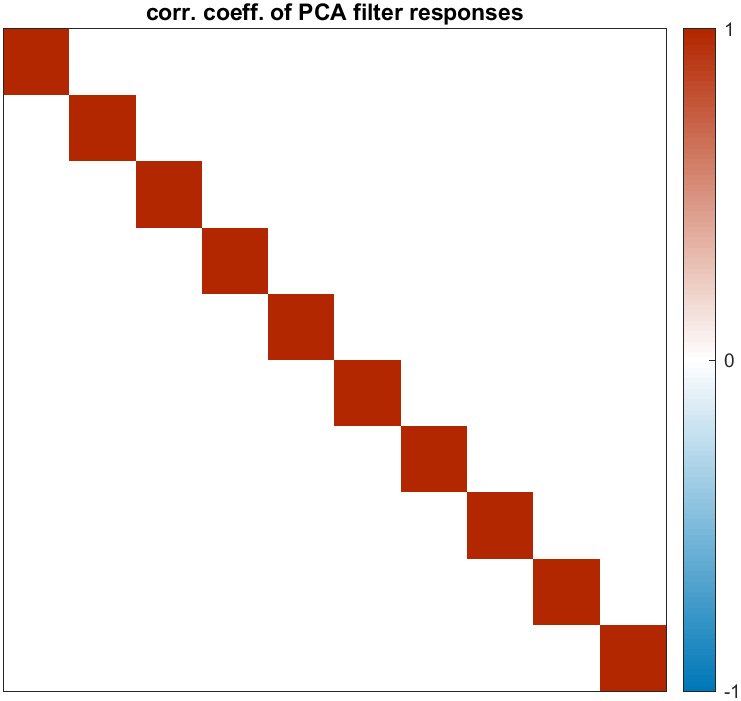 corr. coeff. of PCA filter responses
1
0
-1